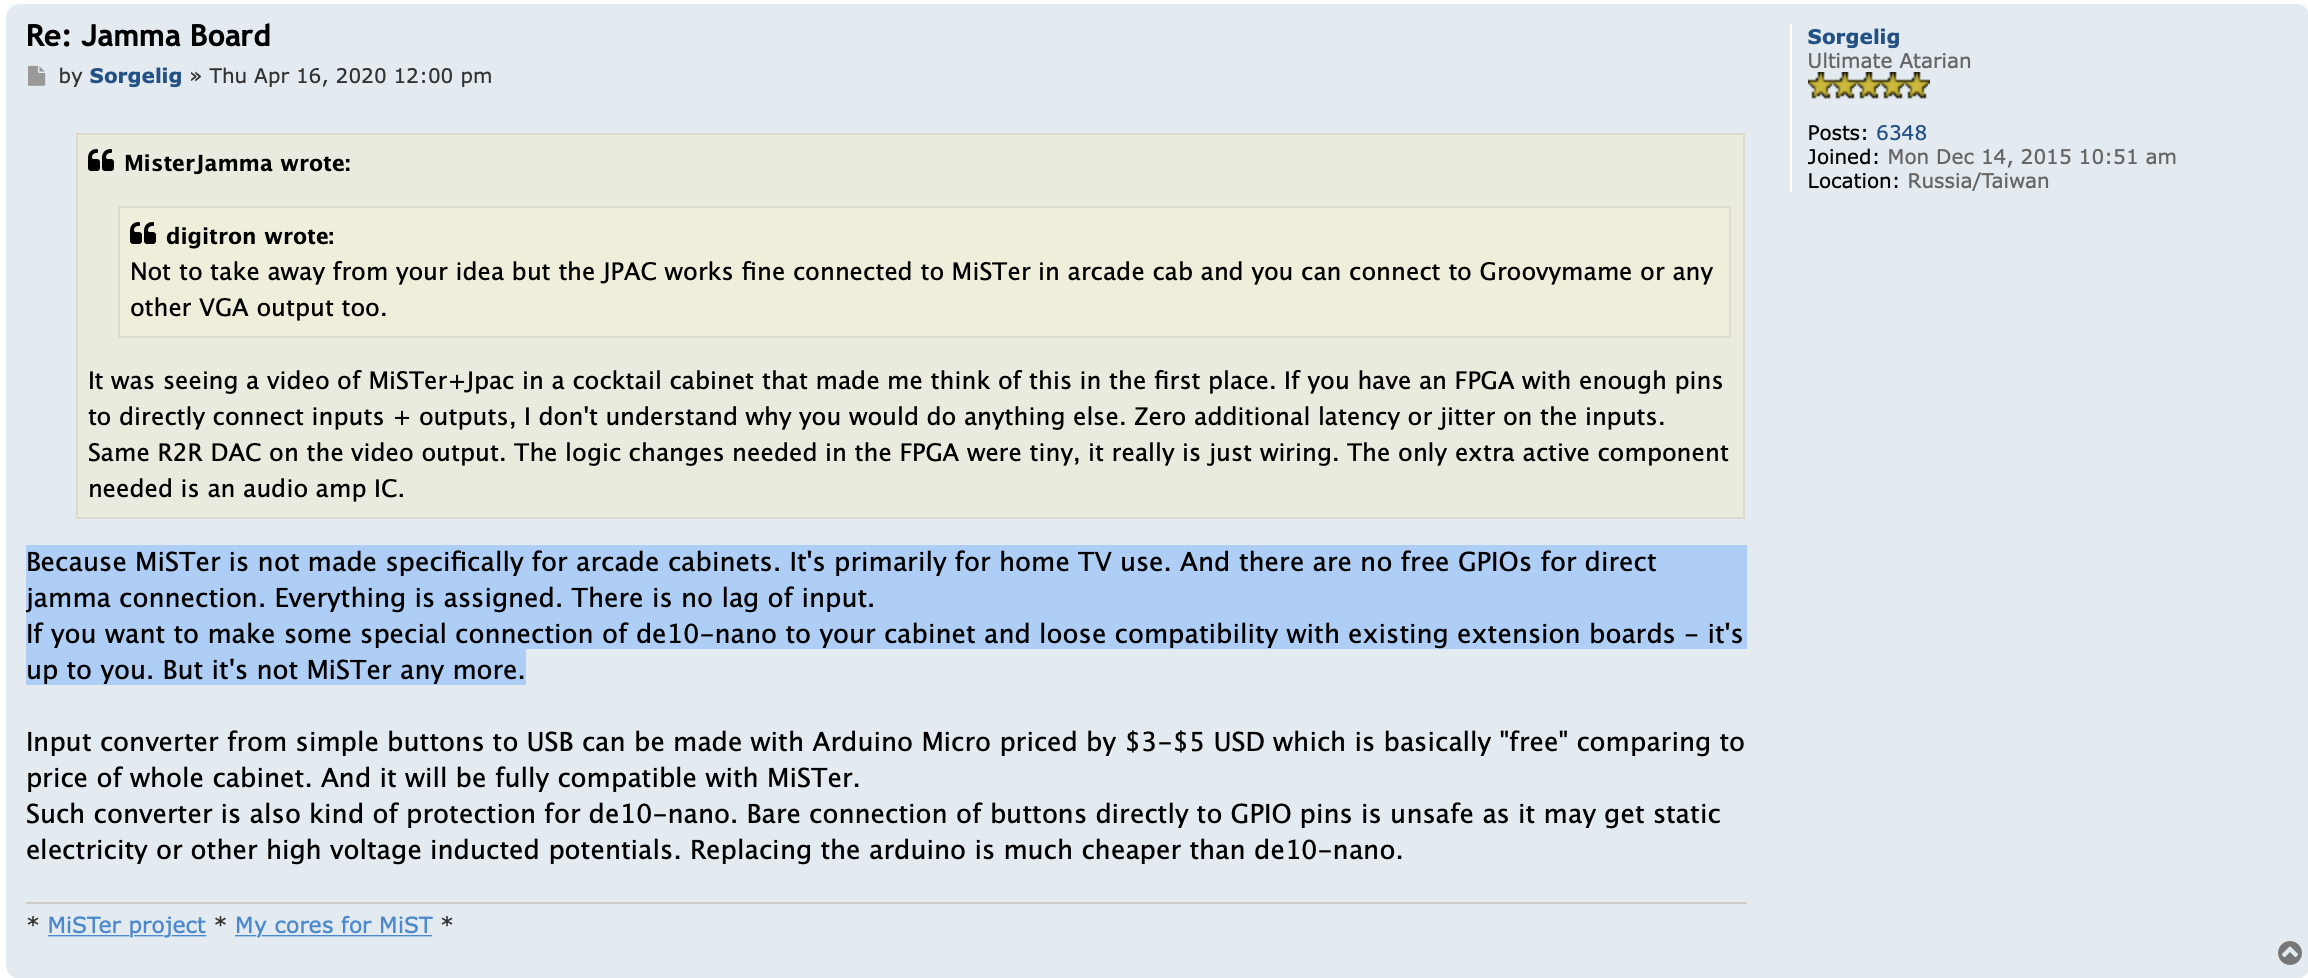 Re: Jamma Board
by Sorgelig » Thu Apr 16, 2020 12:00 pm
MisterJamma wrote:
digitron wrote:
Not to take away from your idea but the JPAC works fine connected to MiSTer in arcade cab and you can connect to Groovymame or any
other VGA output too.
It was seeing a video of MiSTer+Jpac in a cocktail cabinet that made me think of this in the first place. If you have an FPGA with enough pins
to directly connect inputs + outputs, I don't understand why you would do anything else. Zero additional latency or jitter on the inputs.
Same R2R DAC on the video output. The logic changes needed in the FPGA were tiny, it really is just wiring. The only extra active component
needed is an audio amp IC.
Because MiSTer is not made specifically for arcade cabinets. It's primarily for home TV use. And there are no free GPIOs for direct
jamma connection. Everything is assigned. There is no lag of input.
If you want to make some special connection of de10-nano to your cabinet and loose compatibility with existing extension boards - it's
up to you. But it's not MiSTer any more.
Input converter from simple buttons to USB can be made with Arduino Micro priced by $3-$5 USD which is basically "free" comparing to
price of whole cabinet. And it will be fully compatible with MiSTer.
Such converter is also kind of protection for de10-nano. Bare connection of buttons directly to GPIO pins is unsafe as it may get static
electricity or other high voltage inducted potentials. Replacing the arduino is much cheaper than de10-nano.
* MiSTer project * My cores for MiST *
Sorgelig
Ultimate Atarian
Posts: 6348
Joined: Mon Dec 14, 2015 10:51 am
Location: Russia/Taiwan